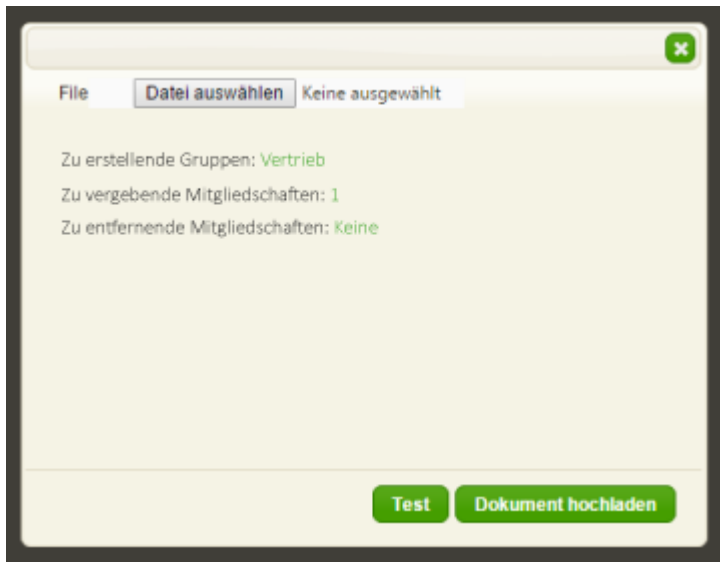 File Datei auswählen Keine ausgewählt
Zu erstellende Gruppen: Vertrieb
Zu vergebende Mitgliedschaften: 1
Zu entfernende Mitgliedschaften: Keine
Test Dokument hochladen